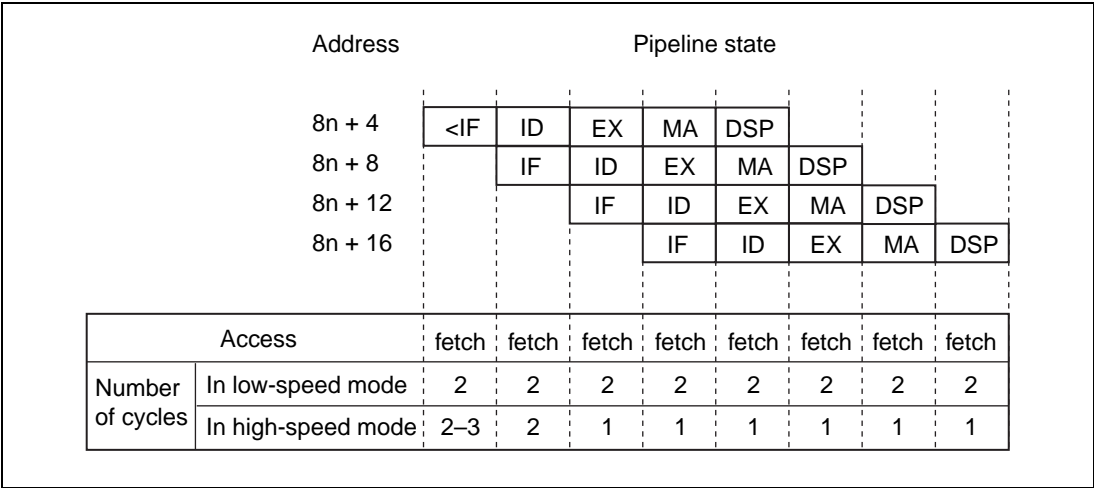 Address Pipeline state
8n + 4 <IF ID EX MA DSP
8n + 8 IF ID EX MA DSP
8n + 12 IF ID EX MA DSP
8n + 16 IF ID EX MA DSP
Access fetch fetch fetch fetch fetch fetch fetch fetch
Number of cycles In low-speed mode 2 2 2 2 2 2 2 2
In high-speed mode 2–3 2 1 1 1 1 1 1